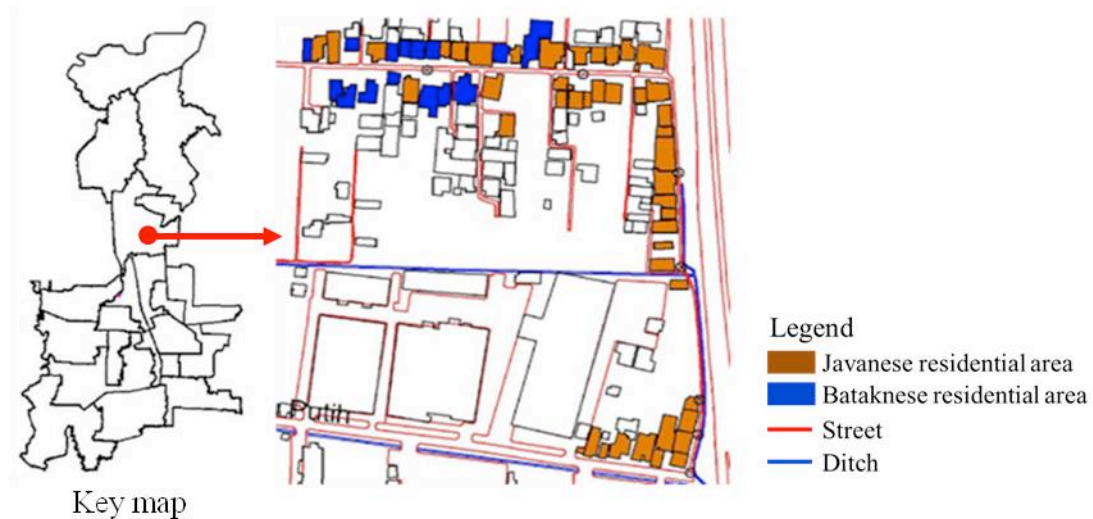 Putih
Legend
Javanese residential area
Bataknese residential area
Street
Ditch
Key map